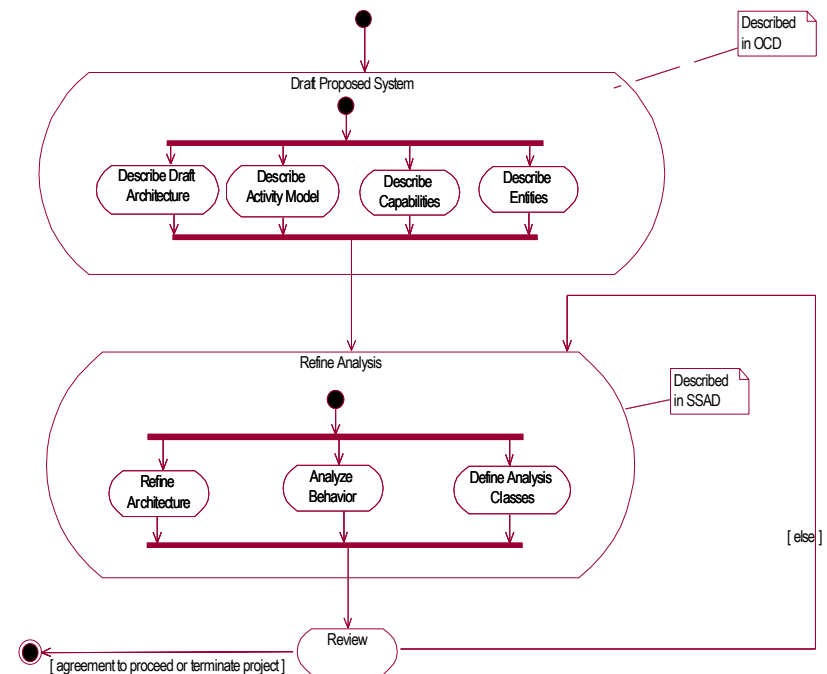 Described
in OCD
Draft Proposed System
Describe Draft
Architecture
Describe
Activity Model
Describe
Capabilities
Describe
Entities
Refine Analysis
Described
in SSAD
Refine
Architecture
Analyze
Behavior
Define Analysis
Classes
[ else ]
Review
[ agreement to proceed or terminate project ]